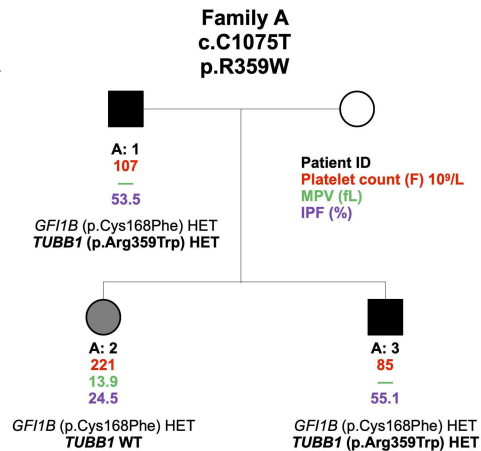 Family A
c.C1075T
p.R359W
A: 1
107
—
53.5
GFI1B (p.Cys168Phe) HET
TUBB1 (p.Arg359Trp) HET
Patient ID
Platelet count (F) 10⁹/L
MPV (fL)
IPF (%)
A: 2
221
13.9
24.5
GFI1B (p.Cys168Phe) HET
TUBB1 WT
A: 3
85
—
55.1
GFI1B (p.Cys168Phe) HET
TUBB1 (p.Arg359Trp) HET